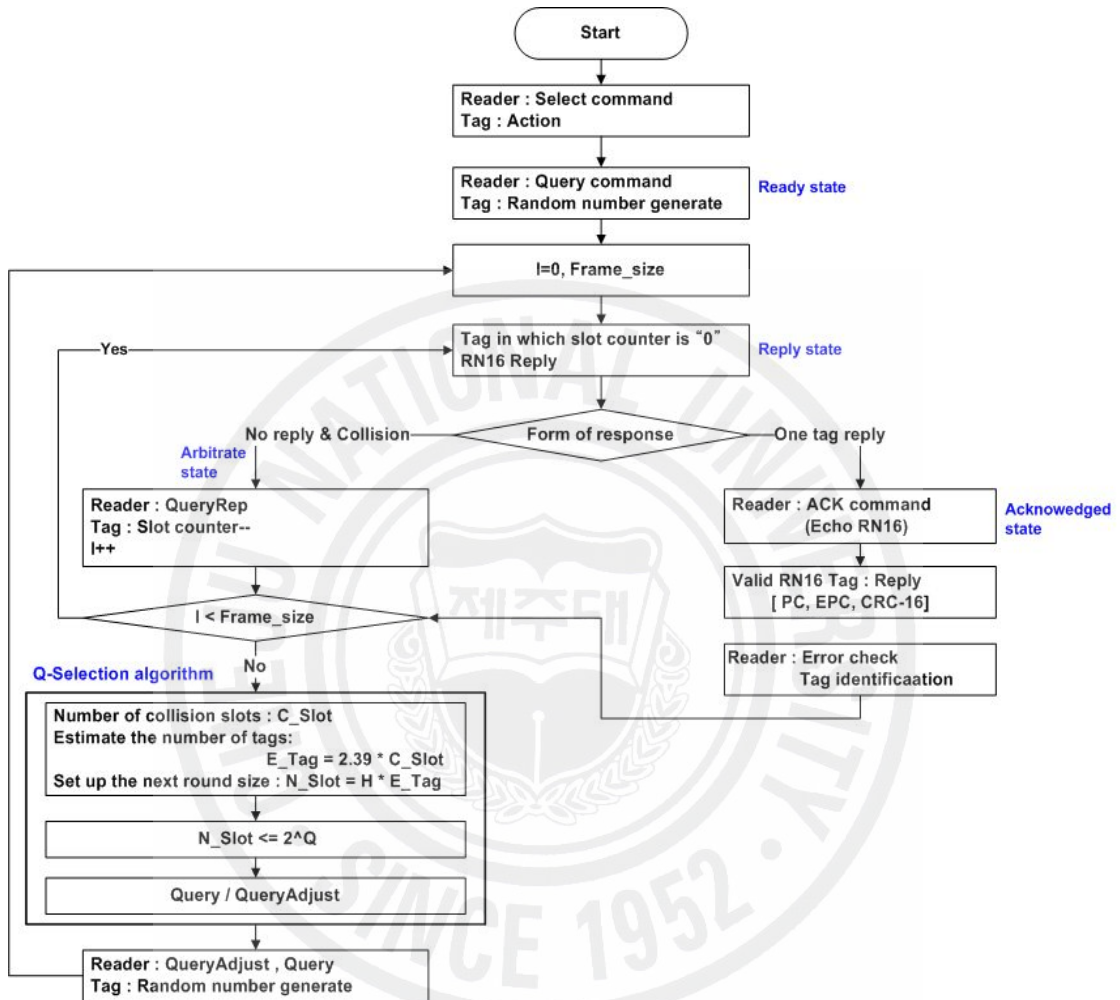 Start
Reader : Select command
Tag : Action
Reader : Query command
Tag : Random number generate
Ready state
I=0, Frame_size
Tag in which slot counter is "0"
RN16 Reply
Reply state
Yes
Form of response
No reply & Collision
One tag reply
Arbitrate
state
Reader : QueryRep
Tag : Slot counter--
I++
Reader : ACK command
(Echo RN16)
Acknowedged
state
Valid RN16 Tag : Reply
[ PC, EPC, CRC-16]
I < Frame_size
Reader : Error check
Tag identificaation
No
Q-Selection algorithm
Number of collision slots : C_Slot
Estimate the number of tags:
E_Tag = 2.39 * C_Slot
Set up the next round size : N_Slot = H * E_Tag
N_Slot <= 2^Q
Query / QueryAdjust
Reader : QueryAdjust , Query
Tag : Random number generate
JEJU NATIONAL UNIVERSITY
제주대
SINCE 1952